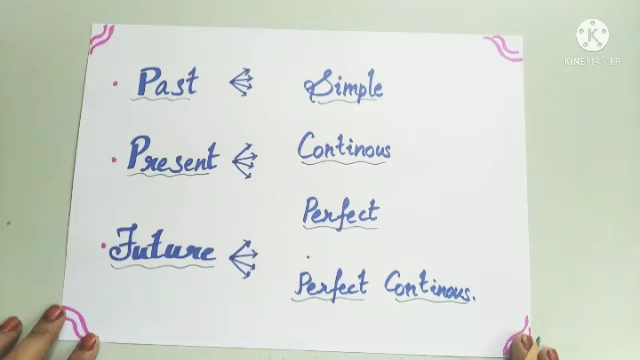 Past
Simple
Present
Continous
Perfect
Future
Perfect Continous.
K
KINEMASTER